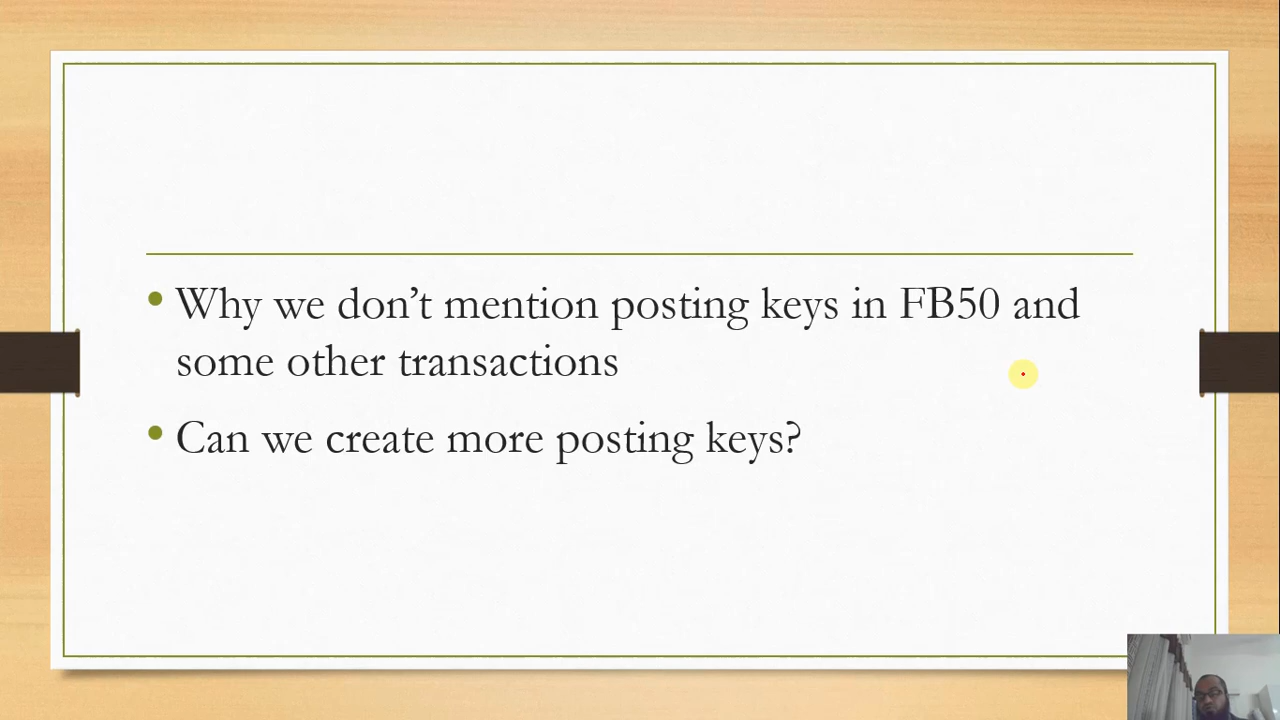 Why we don’t mention posting keys in FB50 and
some other transactions
Can we create more posting keys?